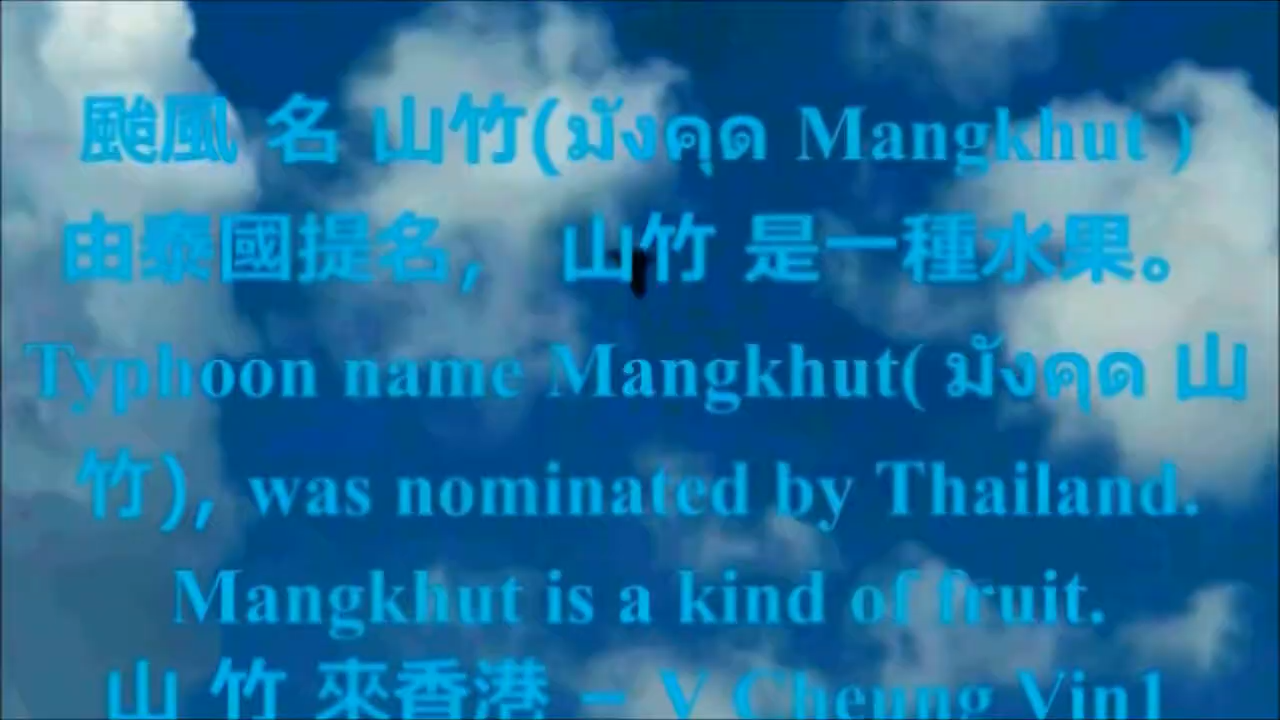 颱風 名 山竹(มังคุด Mangkhut )
由泰國提名， 山竹 是一種水果。
Typhoon name Mangkhut( มังคุด 山
竹)，was nominated by Thailand.
Mangkhut is a kind of fruit.
山 竹 來香港 – V Cheung Vin1